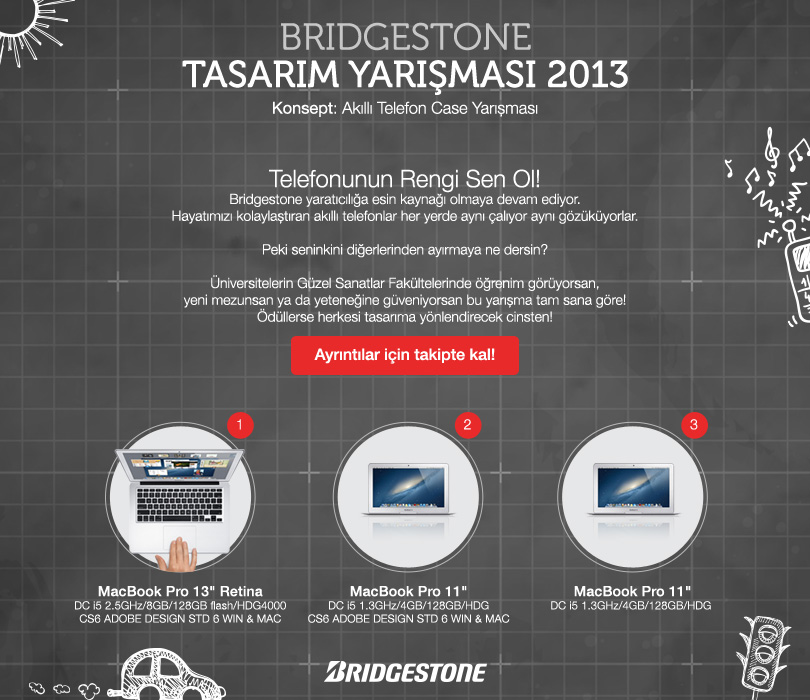 BRIDGESTONE
TASARIM YARIŞMASI 2013
Konsept: Akıllı Telefon Case Yarışması
Telefonunun Rengi Sen Ol!
Bridgestone yaratıcılığa esin kaynağı olmaya devam ediyor.
Hayatımızı kolaylaştıran akıllı telefonlar her yerde aynı çalıyor aynı gözüküyorlar.
Peki seninkini diğerlerinden ayırmaya ne dersin?
Üniversitelerin Güzel Sanatlar Fakültelerinde öğrenim görüyorsan,
yeni mezunsan ya da yeteneğine güveniyorsan bu yarışma tam sana göre!
Ödüllerse herkesi tasarıma yönlendirecek cinsten!
Ayrıntılar için takipte kal!
1
2
3
MacBook Pro 13" Retina
DC i5 2.5GHz/8GB/128GB flash/HDG4000
CS6 ADOBE DESIGN STD 6 WIN & MAC
MacBook Pro 11"
DC i5 1.3GHz/4GB/128GB/HDG
CS6 ADOBE DESIGN STD 6 WIN & MAC
MacBook Pro 11"
DC i5 1.3GHz/4GB/128GB/HDG
BRIDGESTONE